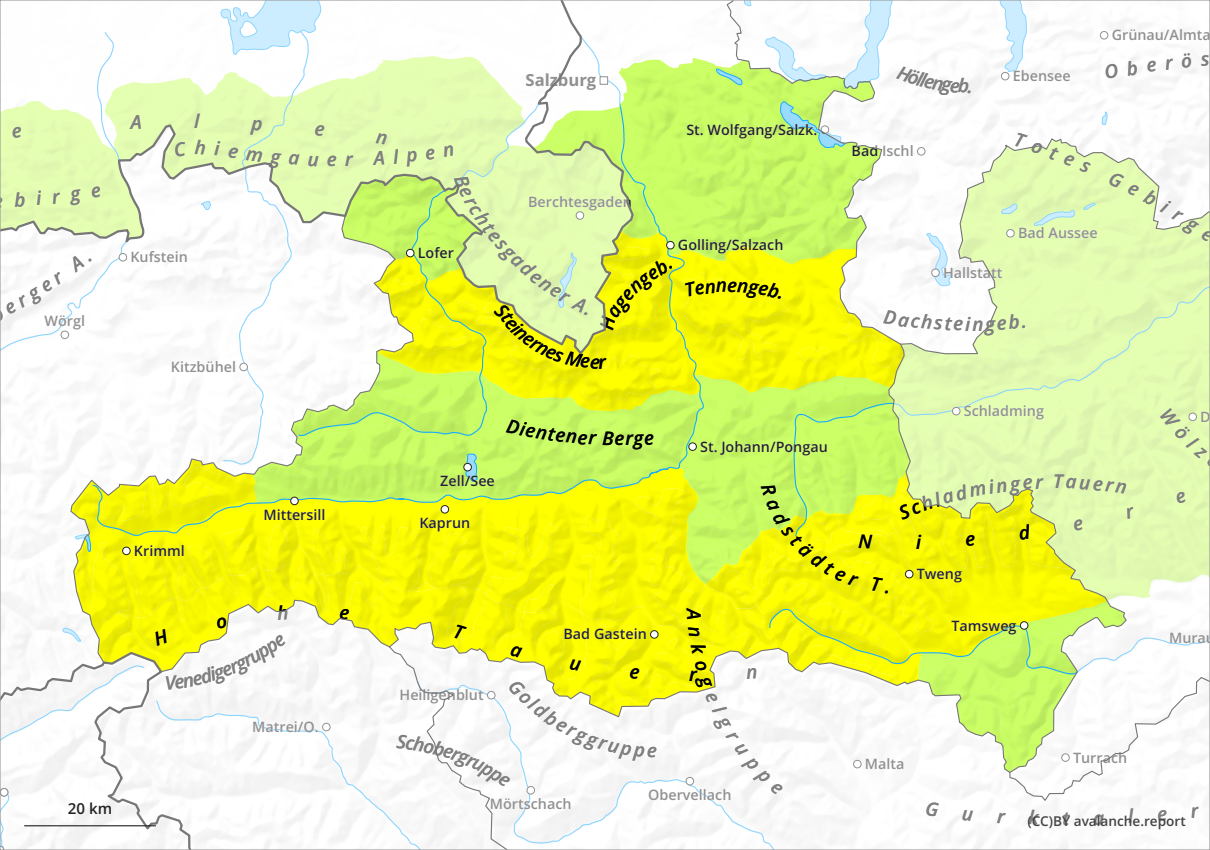 Grünau/Almta
Oberös
Salzburg
Höllengeb.
Ebensee
e
Alpen
St. Wolfgang/Salzk.
Chiemgauer Alpen
Bad Ischl
Totes Gebirge
ebirge
Berchtesgaden
Berchtesgadener A.
Bad Aussee
Kufstein
Lofer
Golling/Salzach
Hallstatt
berger A.
Hagengeb.
Tennengeb.
Wörgl
Steinernes Meer
Dachsteingeb.
Kitzbühel
Schladming
D
Wölz
Dientener Berge
St. Johann/Pongau
Zell/See
Mittersill
Kaprun
Radstädter T.
Schladminger Tauern
Niedere
Krimml
Tweng
Hohe Tauern
Bad Gastein
Tamsweg
Murau
Venedigergruppe
Ankogelgruppe
Heiligenblut
Goldberggruppe
Matrei/O.
Schobergruppe
Malta
Turrach
Mörtschach
Obervellach
20 km
Gurktaler
(CC)BY avalanche.report